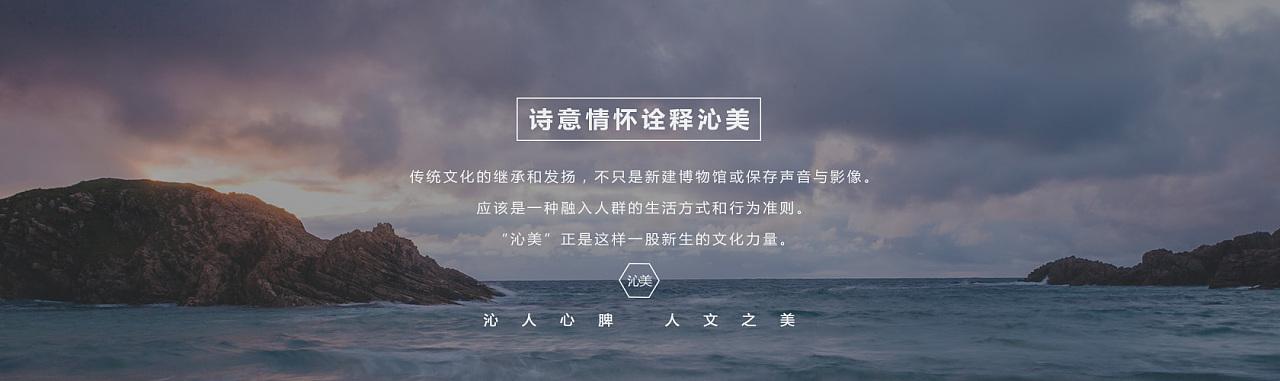 诗意情怀诠释沁美
传统文化的继承和发扬，不只是新建博物馆或保存声音与影像。
应该是一种融入人群的生活方式和行为准则。
“沁美”正是这样一股新生的文化力量。
沁美
沁人心脾 人文之美